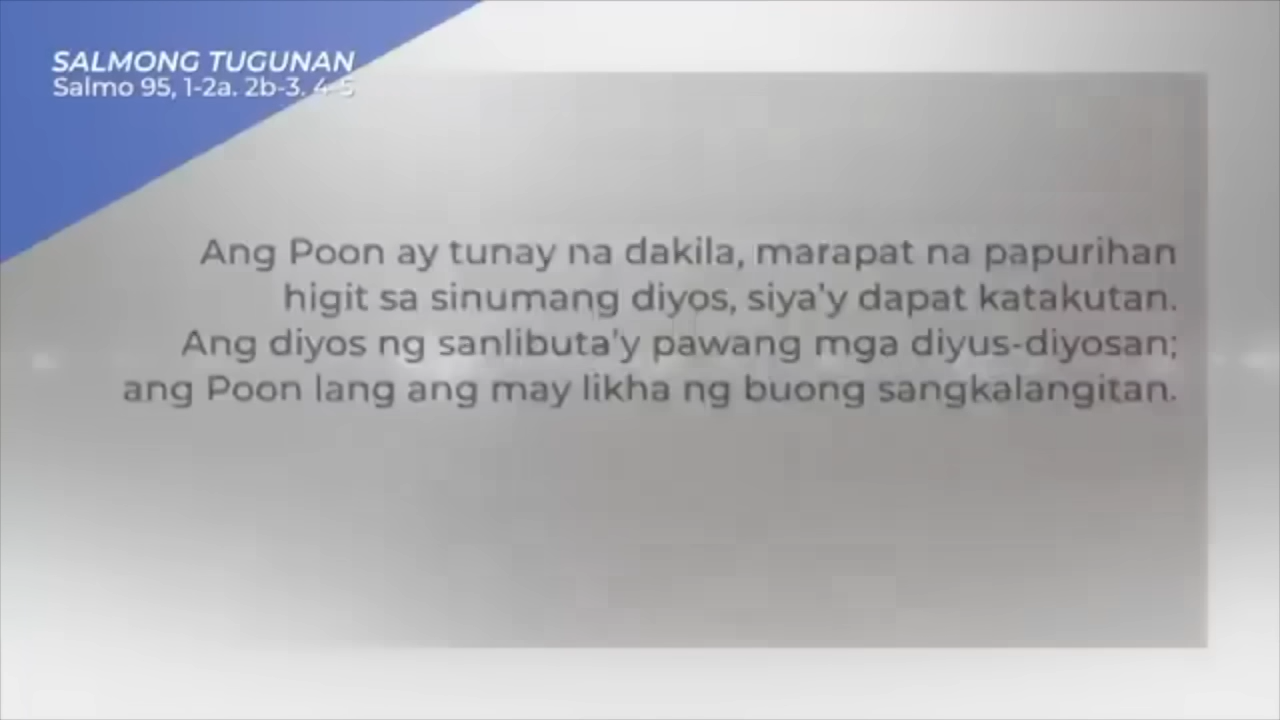 SALMONG TUGUNAN
Salmo 95, 1-2a. 2b-3. 4-5
Ang Poon ay tunay na dakila, marapat na papurihan
higit sa sinumang diyos, siya'y dapat katakutan.
Ang diyos ng sanlibuta'y pawang mga diyus-diyosan;
ang Poon lang ang may likha ng buong sangkalangitan.